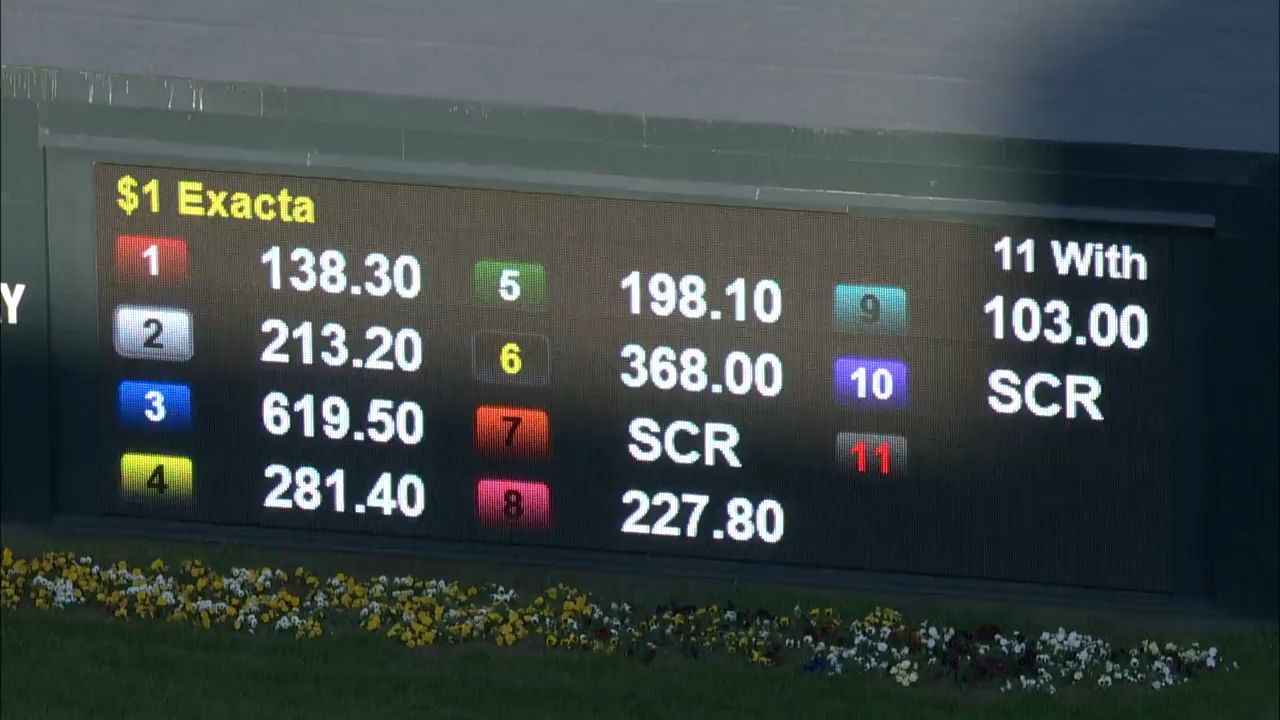 $1 Exacta
11 With
1 138.30 5 198.10 9 103.00
2 213.20 6 368.00 10 SCR
3 619.50 7 SCR 11
4 281.40 8 227.80
Y